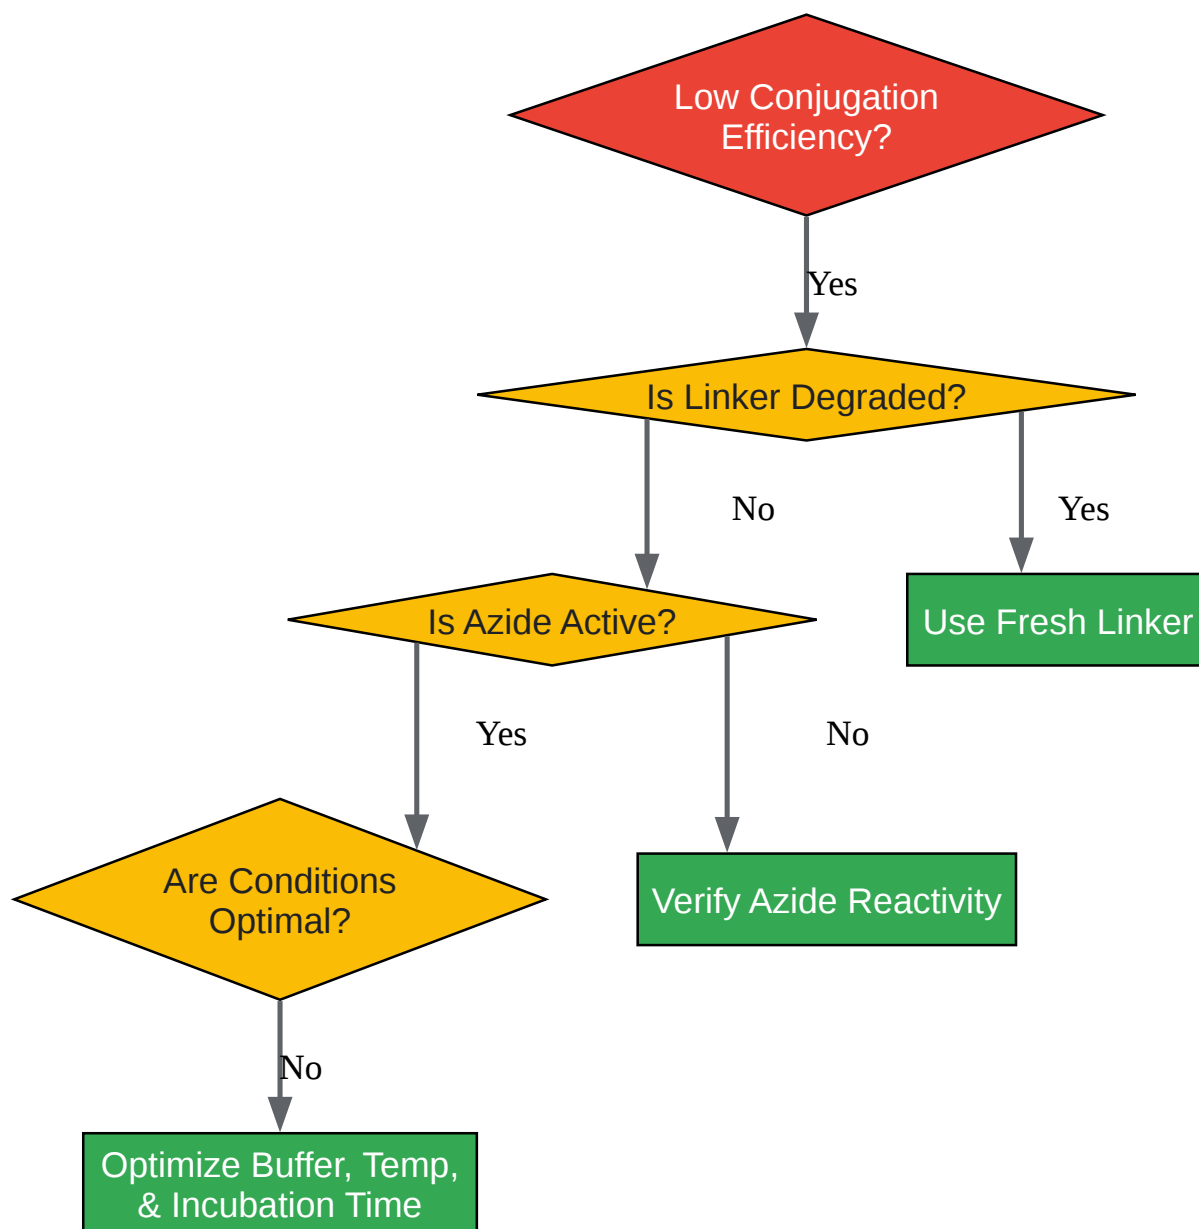 Low Conjugation
Efficiency?
Yes
Is Linker Degraded?
No
Yes
Is Azide Active?
Use Fresh Linker
Yes
No
Are Conditions
Optimal?
Verify Azide Reactivity
No
Optimize Buffer, Temp,
& Incubation Time